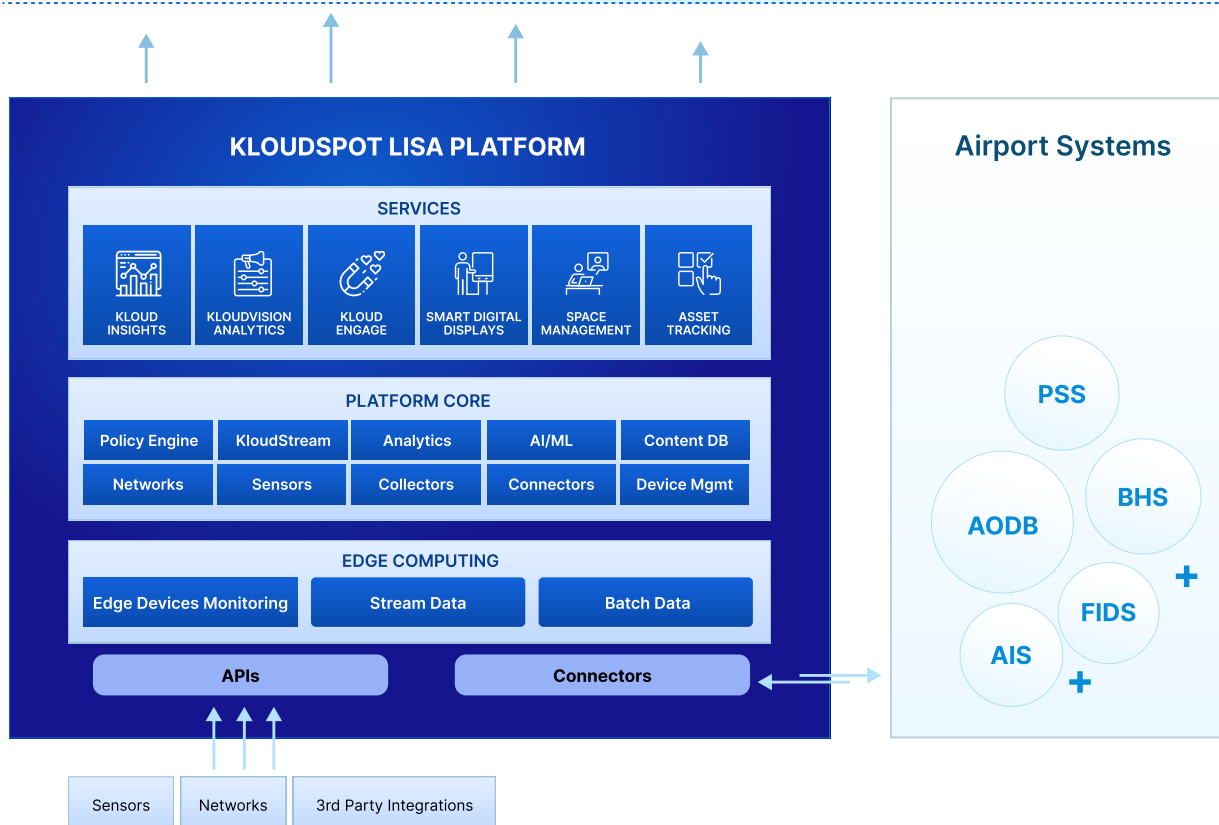 KLOUDSPOT LISA PLATFORM
SERVICES
KLOUD
INSIGHTS
KLOUDVISION
ANALYTICS
KLOUD
ENGAGE
SMART DIGITAL
DISPLAYS
SPACE
MANAGEMENT
ASSET
TRACKING
PLATFORM CORE
Policy Engine
KloudStream
Analytics
AI/ML
Content DB
Networks
Sensors
Collectors
Connectors
Device Mgmt
EDGE COMPUTING
Edge Devices Monitoring
Stream Data
Batch Data
APIs
Connectors
Sensors
Networks
3rd Party Integrations
Airport Systems
PSS
BHS
AODB
+
FIDS
AIS
+